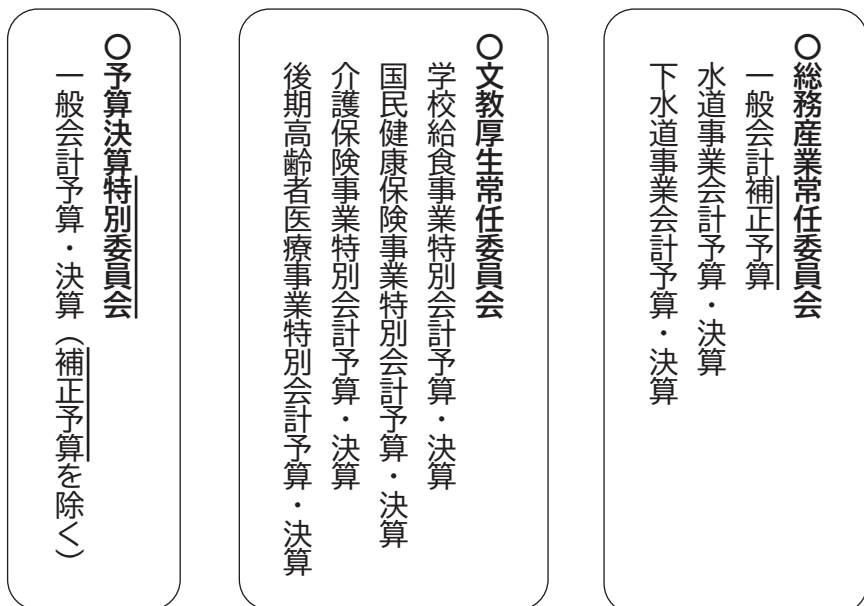 〇総務産業常任委員会
一般会計補正予算
水道事業会計予算・決算
下水道事業会計予算・決算
〇文教厚生常任委員会
学校給食事業特別会計予算・決算
国民健康保険事業特別会計予算・決算
介護保険事業特別会計予算・決算
後期高齢者医療事業特別会計予算・決算
〇予算決算特別委員会
一般会計予算・決算（補正予算を除く）